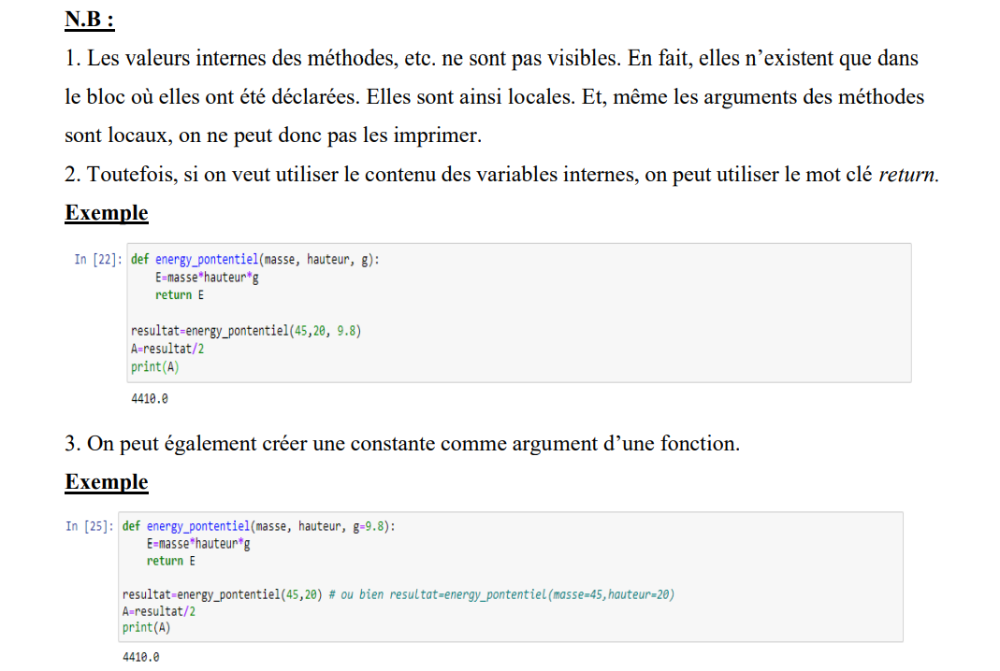 N.B :
1. Les valeurs internes des méthodes, etc. ne sont pas visibles. En fait, elles n’existent que dans
le bloc où elles ont été déclarées. Elles sont ainsi locales. Et, même les arguments des méthodes
sont locaux, on ne peut donc pas les imprimer.
2. Toutefois, si on veut utiliser le contenu des variables internes, on peut utiliser le mot clé return.
Exemple
In [22]: def energy_pontentiel(masse, hauteur, g):
E=masse*hauteur*g
return E
resultat=energy_pontentiel(45,20, 9.8)
A=resultat/2
print(A)
4410.0
3. On peut également créer une constante comme argument d’une fonction.
Exemple
In [25]: def energy_pontentiel(masse, hauteur, g=9.8):
E=masse*hauteur*g
return E
resultat=energy_pontentiel(45,20) # ou bien resultat=energy_pontentiel(masse=45,hauteur=20)
A=resultat/2
print(A)
4410.0